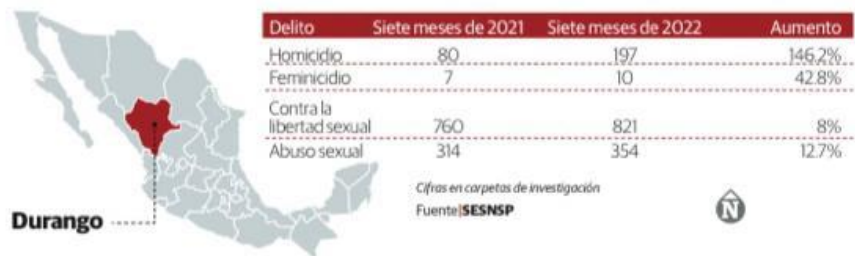 Delito Siete meses de 2021 Siete meses de 2022 Aumento
Homicidio 80 197 146.2%
Feminicidio 7 10 42.8%
Contra la
libertad sexual 760 821 8%
Abuso sexual 314 354 12.7%
Cifras en carpetas de investigación
Fuente|SESNSP
N
Durango